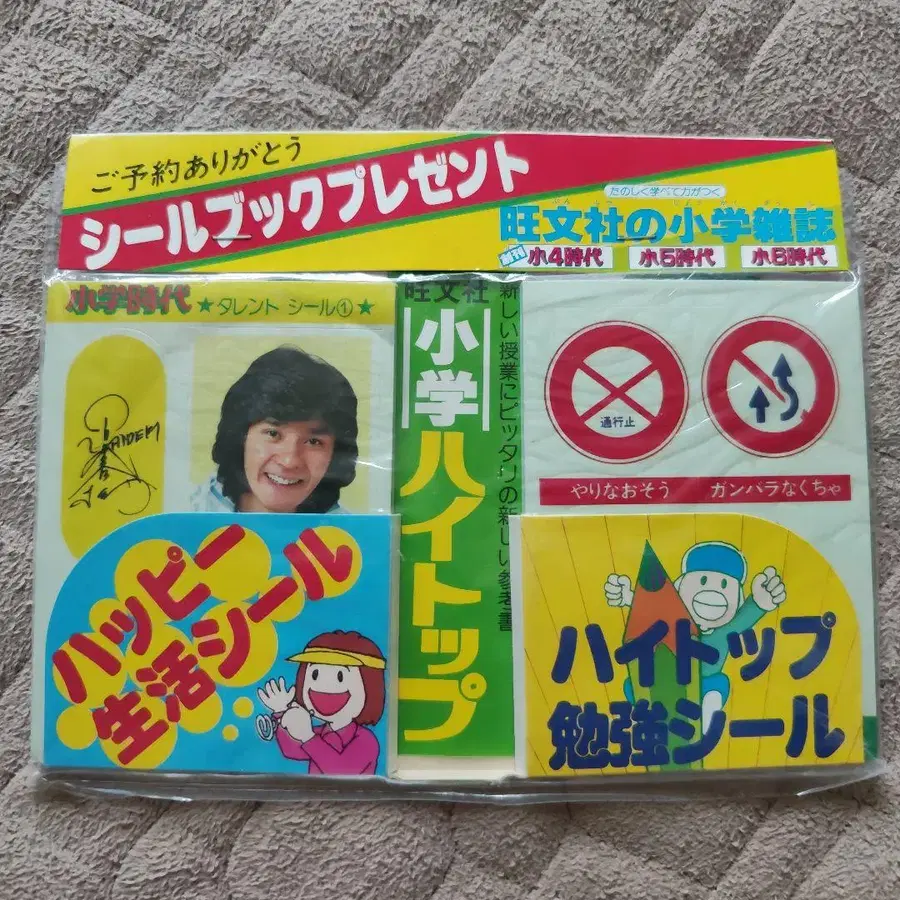 ご予約ありがとう
シールブックプレゼント
たのしく学べて力がつく
旺文社の小学雑誌
創刊
小4時代
小5時代
小6時代
小学時代
★タレント シール①★
旺文社
小学
ハイトップ
新しい授業にピッタリの新しい参考書
通行止
やりなおそう
ガンバラなくちゃ
ハッピー
生活シール
ハイトップ
勉強シール